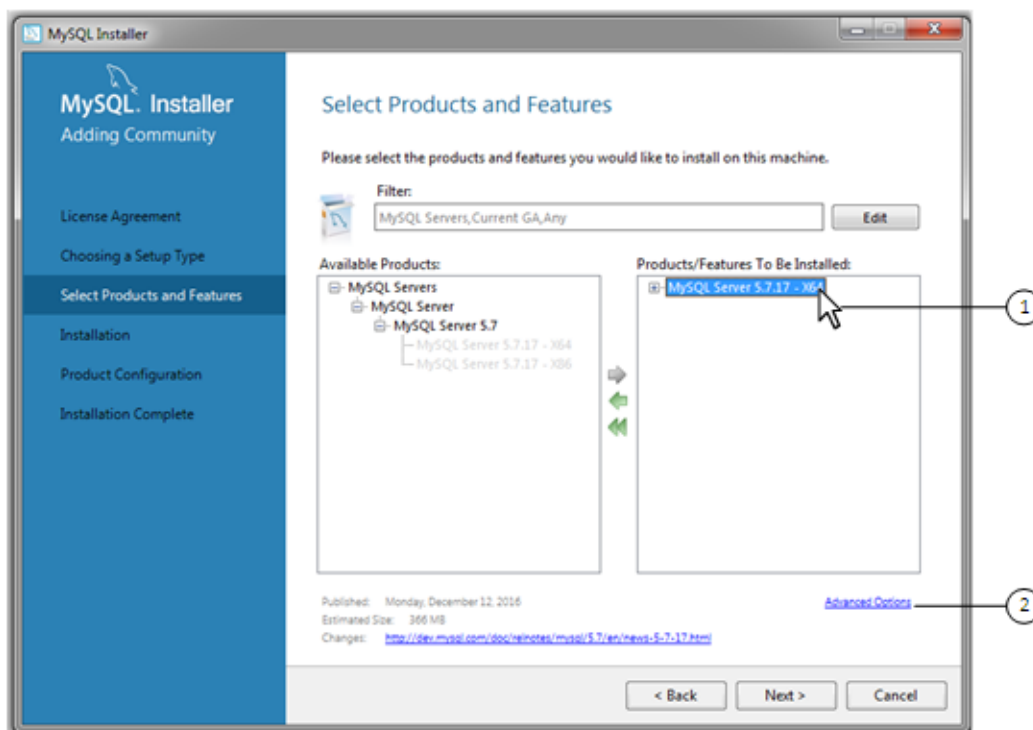 MySQL Installer
MySQL. Installer
Adding Community
License Agreement
Choosing a Setup Type
Select Products and Features
Installation
Product Configuration
Installation Complete
Select Products and Features
Please select the products and features you would like to install on this machine.
Filter:
MySQL Servers,Current GA,Any
Edit
Available Products:
MySQL Servers
MySQL Server
MySQL Server 5.7
MySQL Server 5.7.17 - X64
MySQL Server 5.7.17 - X86
Products/Features To Be Installed:
MySQL Server 5.7.17 - X64
1
Published: Monday, December 12, 2016
Estimated Size: 366 MB
Changes: http://dev.mysql.com/doc/relnotes/mysql/5.7/en/news-5-7-17.html
Advanced Options
2
< Back
Next >
Cancel